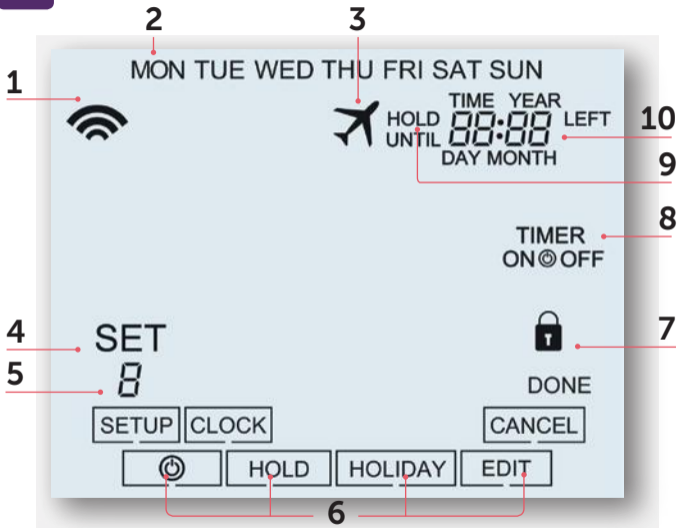 2 3
MON TUE WED THU FRI SAT SUN
1
TIME YEAR
HOLD 88:88 LEFT 10
UNTIL
DAY MONTH 9
8
TIMER
ON OFF
4 SET 7
5 8 DONE
SETUP CLOCK CANCEL
HOLD HOLIDAY EDIT
6